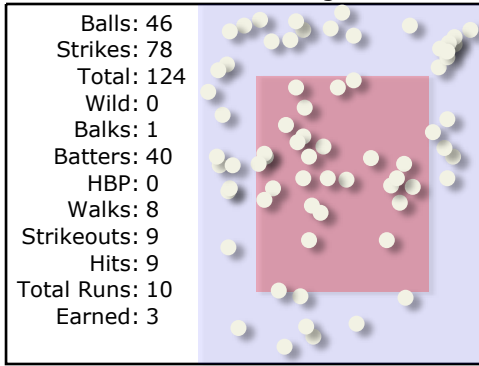 Balls: 46
Strikes: 78
Total: 124
Wild: 0
Balks: 1
Batters: 40
HBP: 0
Walks: 8
Strikeouts: 9
Hits: 9
Total Runs: 10
Earned: 3